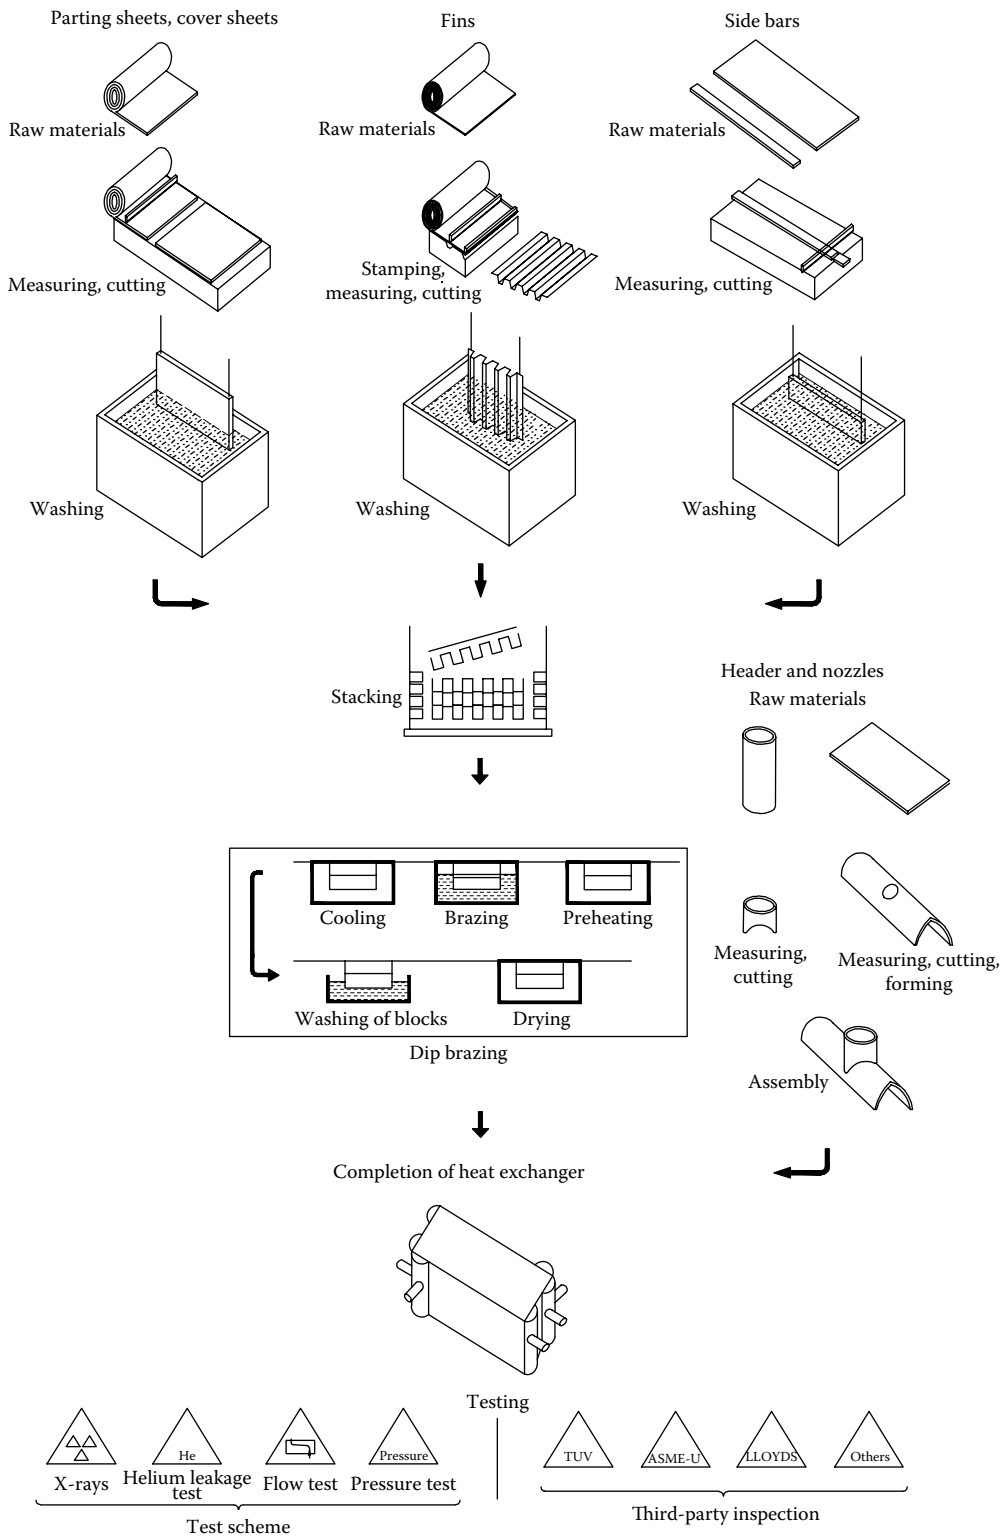 Parting sheets, cover sheets
Fins
Side bars
Raw materials
Raw materials
Raw materials
Measuring, cutting
Stamping,
measuring, cutting
Measuring, cutting
Washing
Washing
Washing
Stacking
Header and nozzles
Raw materials
Cooling
Brazing
Preheating
Washing of blocks
Drying
Dip brazing
Measuring,
cutting
Measuring, cutting,
forming
Assembly
Completion of heat exchanger
Testing
He
Pressure
TUV
ASME-U
LLOYDS
Others
X-rays
Helium leakage
test
Flow test
Pressure test
Test scheme
Third-party inspection